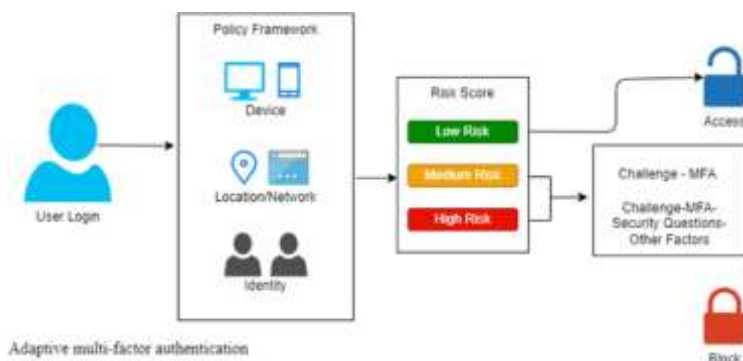 Policy Framework
Device
Location/Network
Identity
User Login
Risk Score
Low Risk
Medium Risk
High Risk
Access
Challenge - MFA
Challenge-MFA-
Security Questions-
Other Factors
Block
Adaptive multi-factor authentication